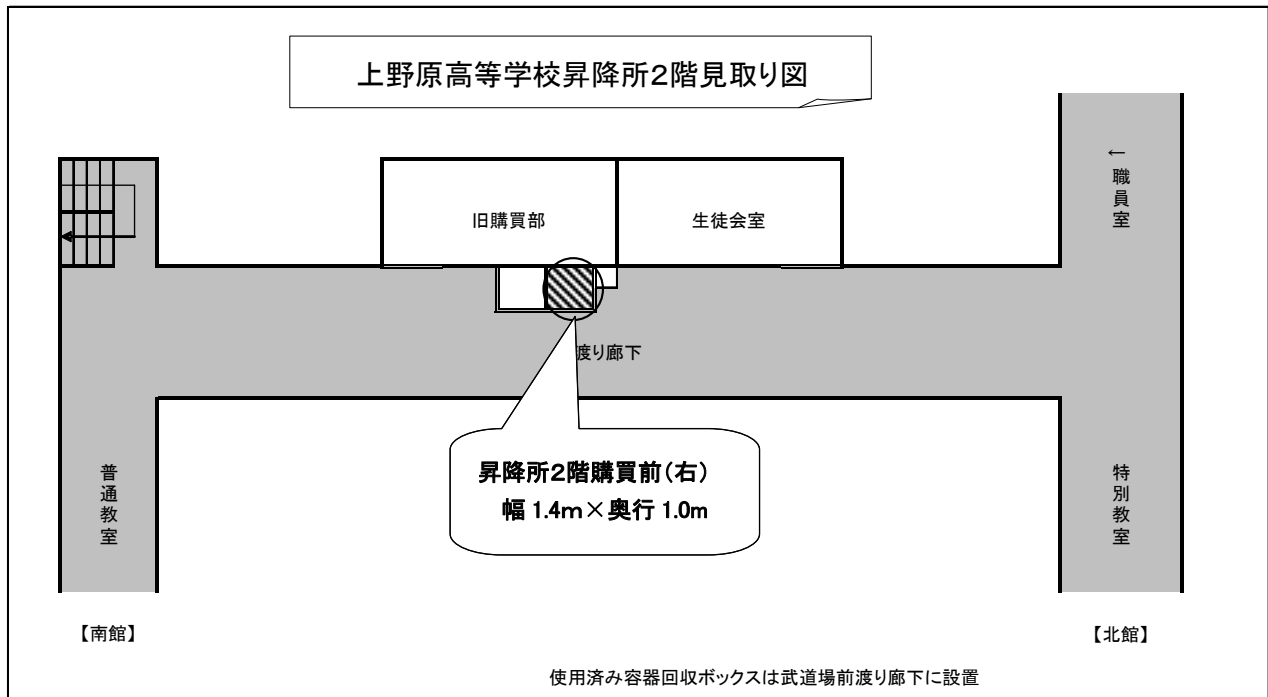 上野原高等学校昇降所２階見取り図
←職員室
旧購買部
生徒会室
渡り廊下
昇降所２階購買前（右）
幅 1.4ｍ×奥行 1.0m
普通教室
特別教室
【南館】
【北館】
使用済み容器回収ボックスは武道場前渡り廊下に設置